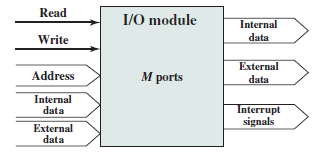 Read
Write
Address
Internal
data
External
data
I/O module
M ports
Internal
data
External
data
Interrupt
signals